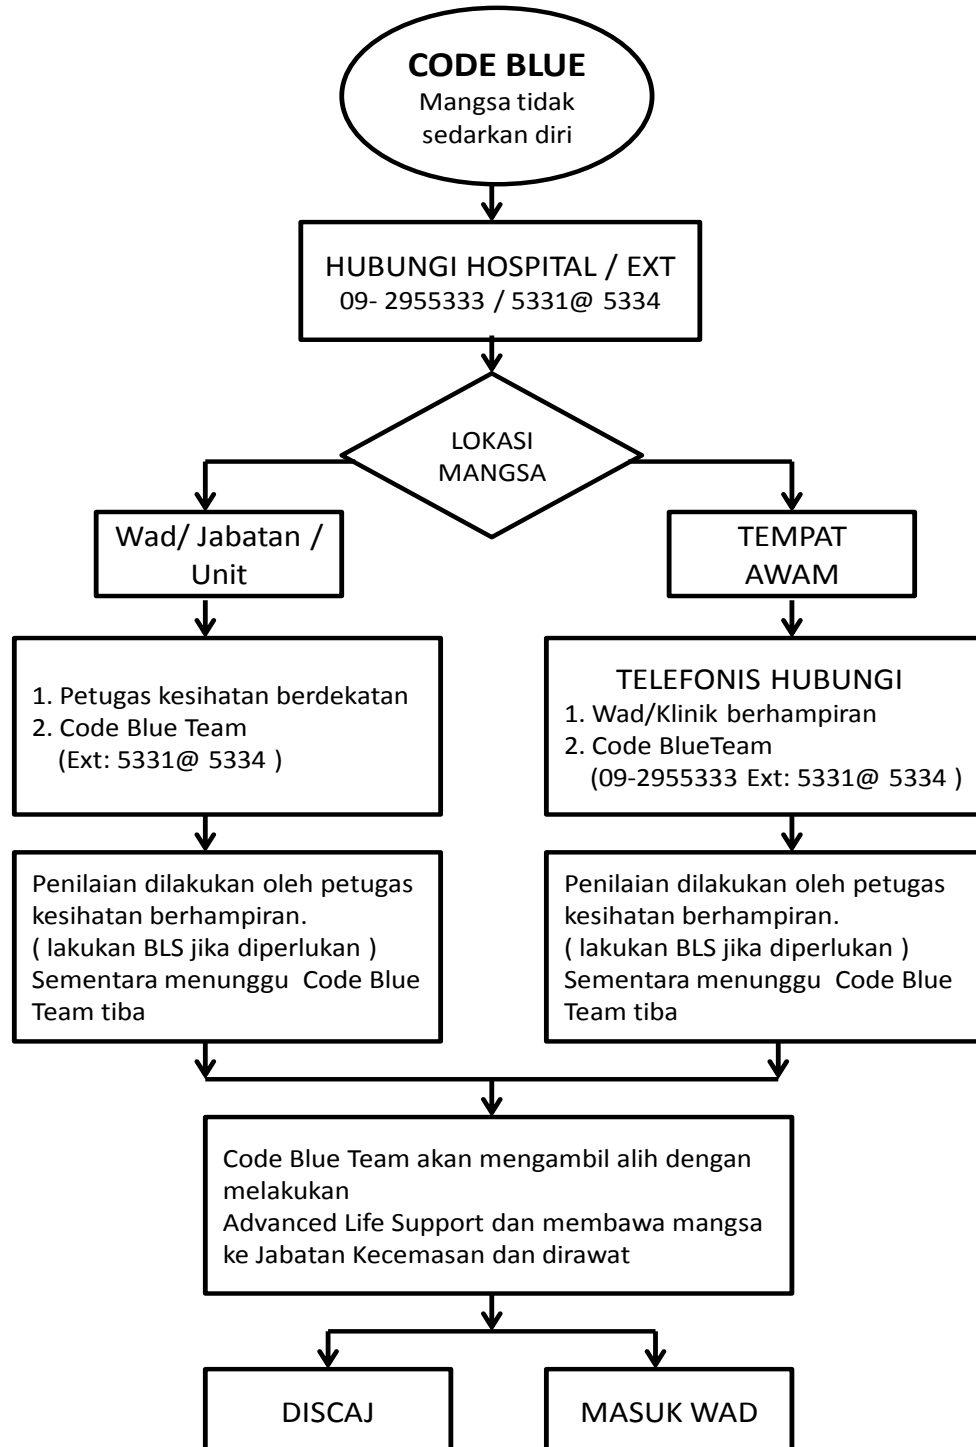 CODE BLUE
Mangsa tidak
sedarkan diri
HUBUNGI HOSPITAL / EXT
09- 2955333 / 5331@ 5334
LOKASI
MANGSA
Wad/ Jabatan /
Unit
TEMPAT
AWAM
1. Petugas kesihatan berdekatan
2. Code Blue Team
(Ext: 5331@ 5334 )
TELEFONIS HUBUNGI
1. Wad/Klinik berhampiran
2. Code BlueTeam
(09-2955333 Ext: 5331@ 5334 )
Penilaian dilakukan oleh petugas
kesihatan berhampiran.
( lakukan BLS jika diperlukan )
Sementara menunggu Code Blue
Team tiba
Penilaian dilakukan oleh petugas
kesihatan berhampiran.
( lakukan BLS jika diperlukan )
Sementara menunggu Code Blue
Team tiba
Code Blue Team akan mengambil alih dengan
melakukan
Advanced Life Support dan membawa mangsa
ke Jabatan Kecemasan dan dirawat
DISCAJ
MASUK WAD